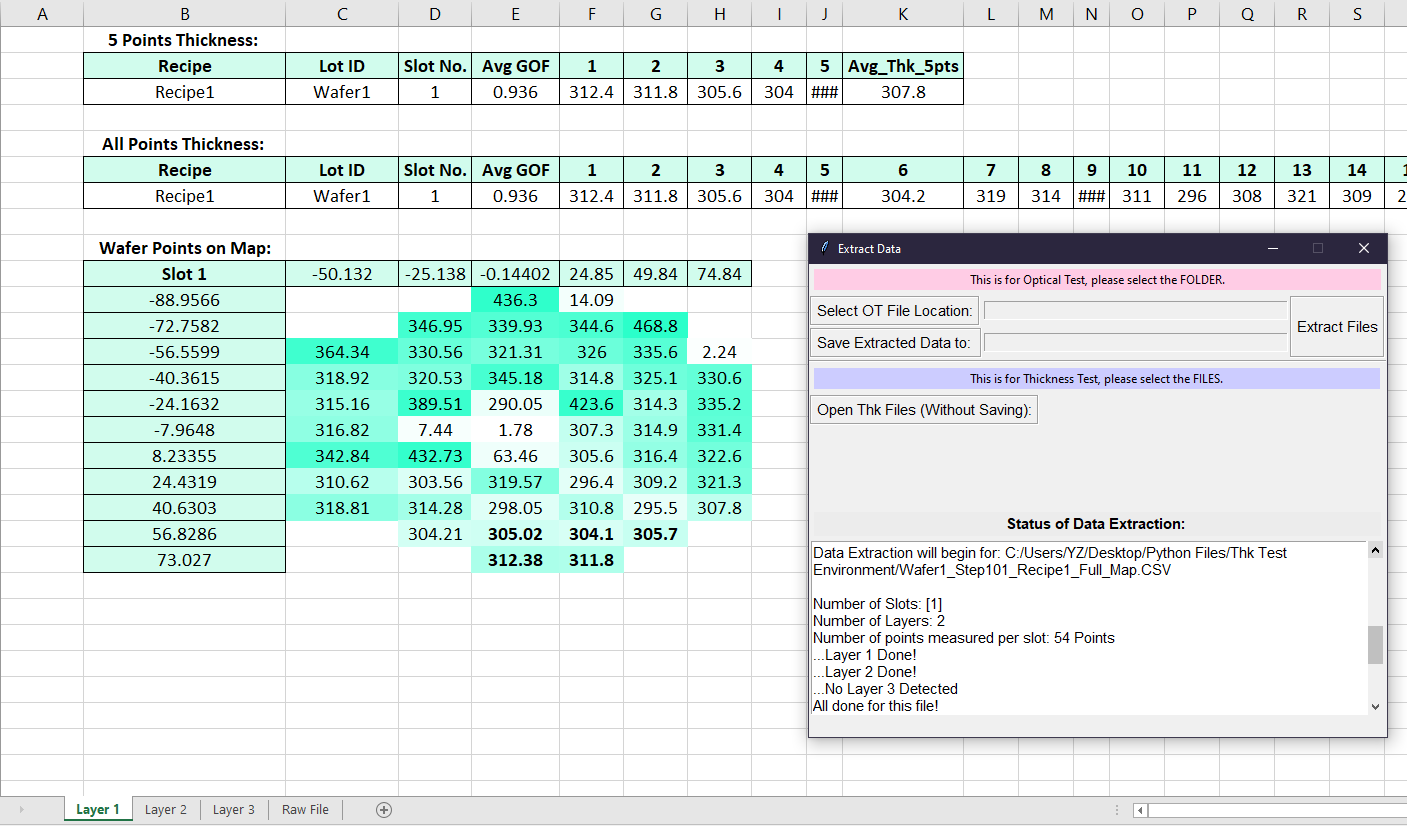 A B C D E F G H I J K L M N O P Q R S
5 Points Thickness:
Recipe Lot ID Slot No. Avg GOF 1 2 3 4 5 Avg_Thk_5pts
Recipe1 Wafer1 1 0.936 312.4 311.8 305.6 304 ### 307.8
All Points Thickness:
Recipe Lot ID Slot No. Avg GOF 1 2 3 4 5 6 7 8 9 10 11 12 13 14
Recipe1 Wafer1 1 0.936 312.4 311.8 305.6 304 ### 304.2 319 314 ### 311 296 308 321 309
Wafer Points on Map:
Slot 1 -50.132 -25.138 -0.14402 24.85 49.84 74.84
-88.9566 436.3 14.09
-72.7582 346.95 339.93 344.6 468.8
-56.5599 364.34 330.56 321.31 326 335.6 2.24
-40.3615 318.92 320.53 345.18 314.8 325.1 330.6
-24.1632 315.16 389.51 290.05 423.6 314.3 335.2
-7.9648 316.82 7.44 1.78 307.3 314.9 331.4
8.23355 342.84 432.73 63.46 305.6 316.4 322.6
24.4319 310.62 303.56 319.57 296.4 309.2 321.3
40.6303 318.81 314.28 298.05 310.8 295.5 307.8
56.8286 304.21 305.02 304.1 305.7
73.027 312.38 311.8
Extract Data
This is for Optical Test, please select the FOLDER.
Select OT File Location:
Extract Files
Save Extracted Data to:
This is for Thickness Test, please select the FILES.
Open Thk Files (Without Saving):
Status of Data Extraction:
Data Extraction will begin for: C:/Users/YZ/Desktop/Python Files/Thk Test
Environment/Wafer1_Step101_Recipe1_Full_Map.CSV
Number of Slots: [1]
Number of Layers: 2
Number of points measured per slot: 54 Points
...Layer 1 Done!
...Layer 2 Done!
...No Layer 3 Detected
All done for this file!
Layer 1 Layer 2 Layer 3 Raw File